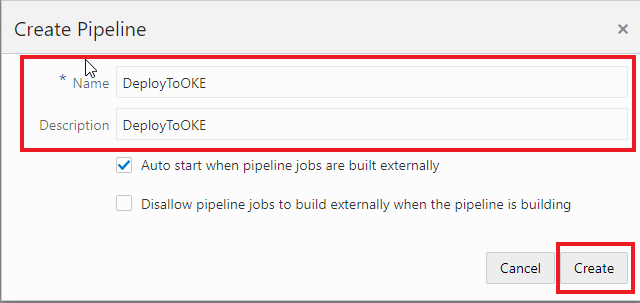 Create Pipeline
* Name DeployToOKE
Description DeployToOKE
Auto start when pipeline jobs are built externally
Disallow pipeline jobs to build externally when the pipeline is building
Cancel Create